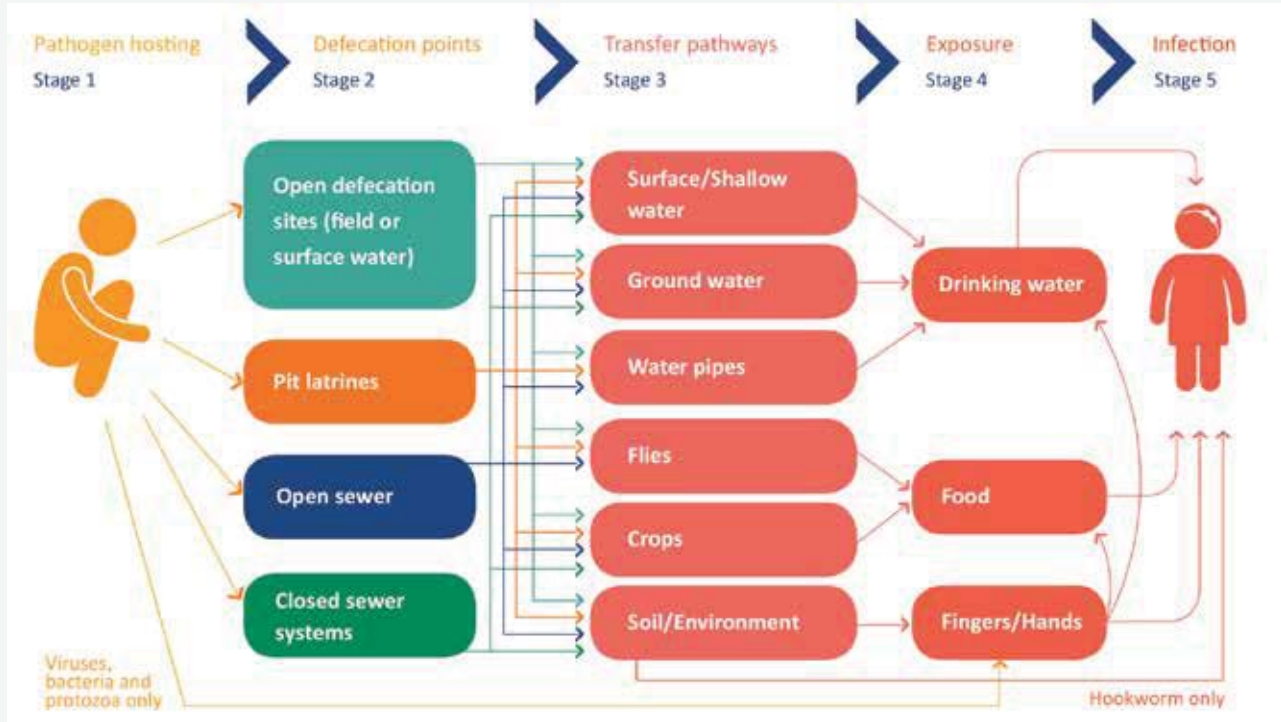 Pathogen hosting
Stage 1
Defecation points
Stage 2
Transfer pathways
Stage 3
Exposure
Stage 4
Infection
Stage 5
Open defecation
sites (field or
surface water)
Pit latrines
Open sewer
Closed sewer
systems
Surface/Shallow
water
Ground water
Water pipes
Flies
Crops
Soil/Environment
Drinking water
Food
Fingers/Hands
Viruses,
bacteria and
protozoa only
Hookworm only